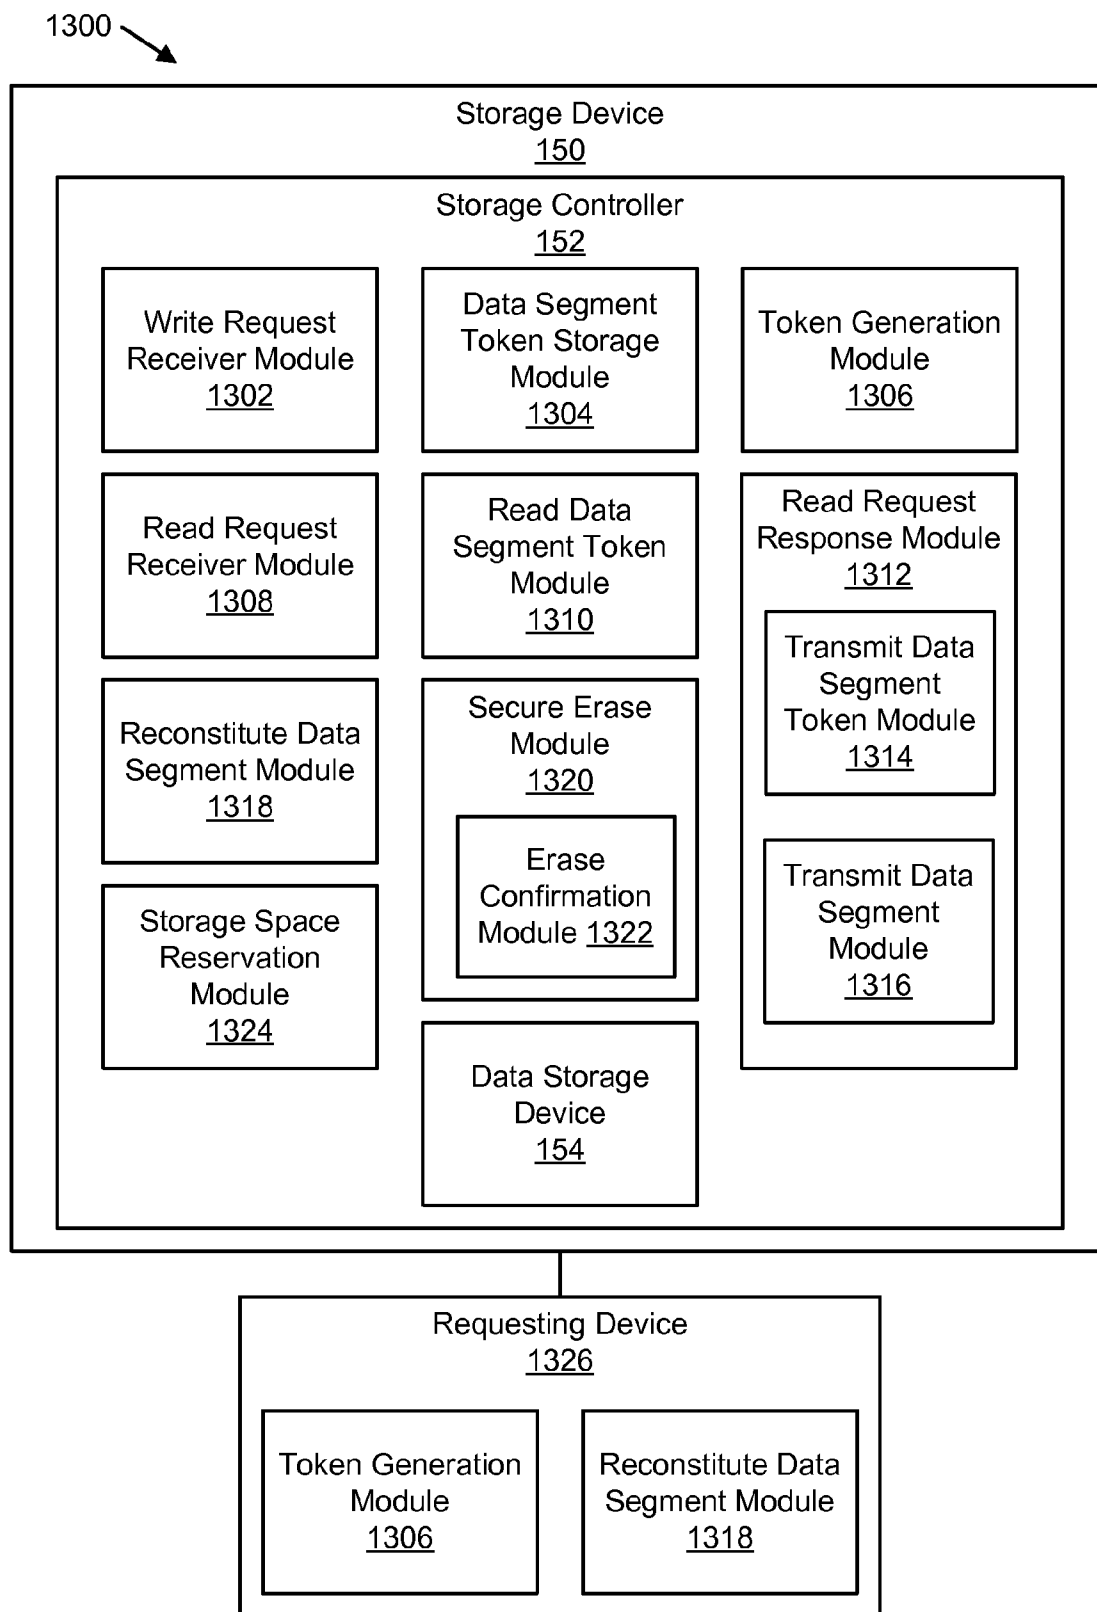 1300
Storage Device
150
Storage Controller
152
Write Request
Receiver Module
1302
Data Segment
Token Storage
Module
1304
Token Generation
Module
1306
Read Request
Receiver Module
1308
Read Data
Segment Token
Module
1310
Read Request
Response Module
1312
Transmit Data
Segment
Token Module
1314
Transmit Data
Segment
Module
1316
Reconstitute Data
Segment Module
1318
Secure Erase
Module
1320
Erase
Confirmation
Module 1322
Storage Space
Reservation
Module
1324
Data Storage
Device
154
Requesting Device
1326
Token Generation
Module
1306
Reconstitute Data
Segment Module
1318